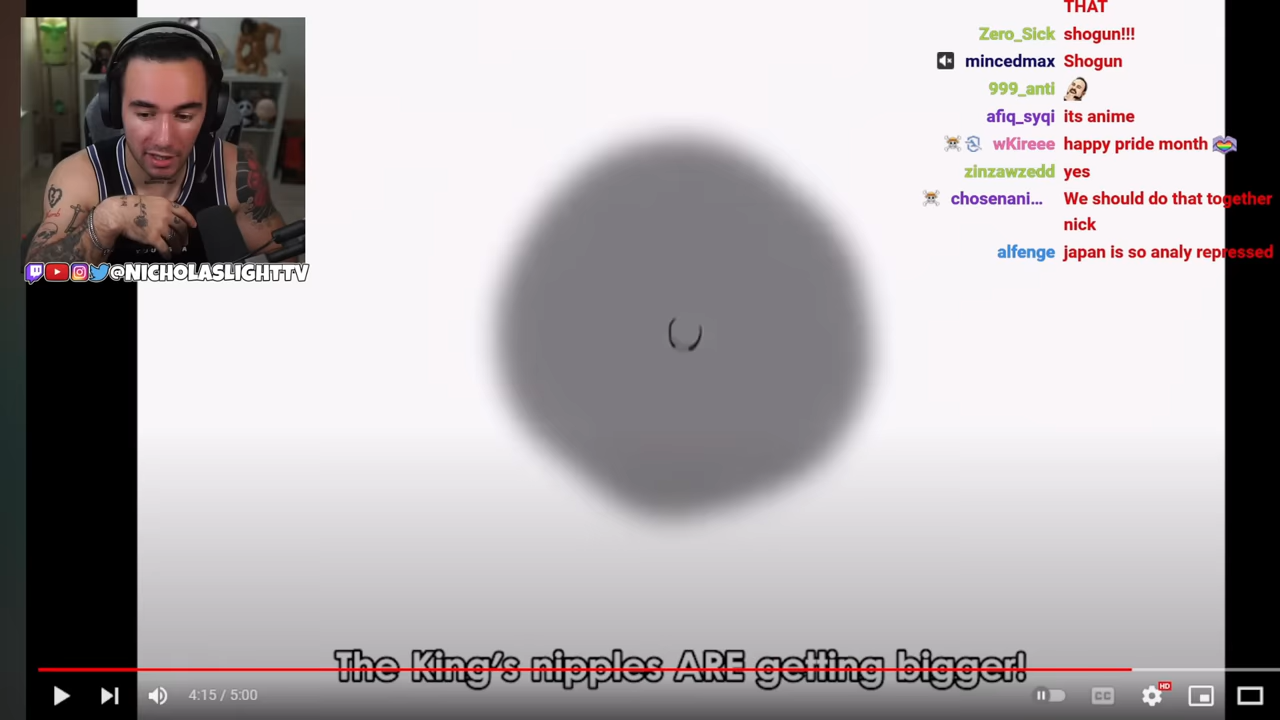 THAT
Zero_Sick shogun!!!
mincedmax Shogun
999_anti
afiq_syqi its anime
wKireee happy pride month
zinzawzedd yes
chosenani... We should do that together
nick
alfenge japan is so analy repressed
@NICHOLASLIGHTTV
The King's nipples ARE getting bigger!
4:15 / 5:00
CC
HD